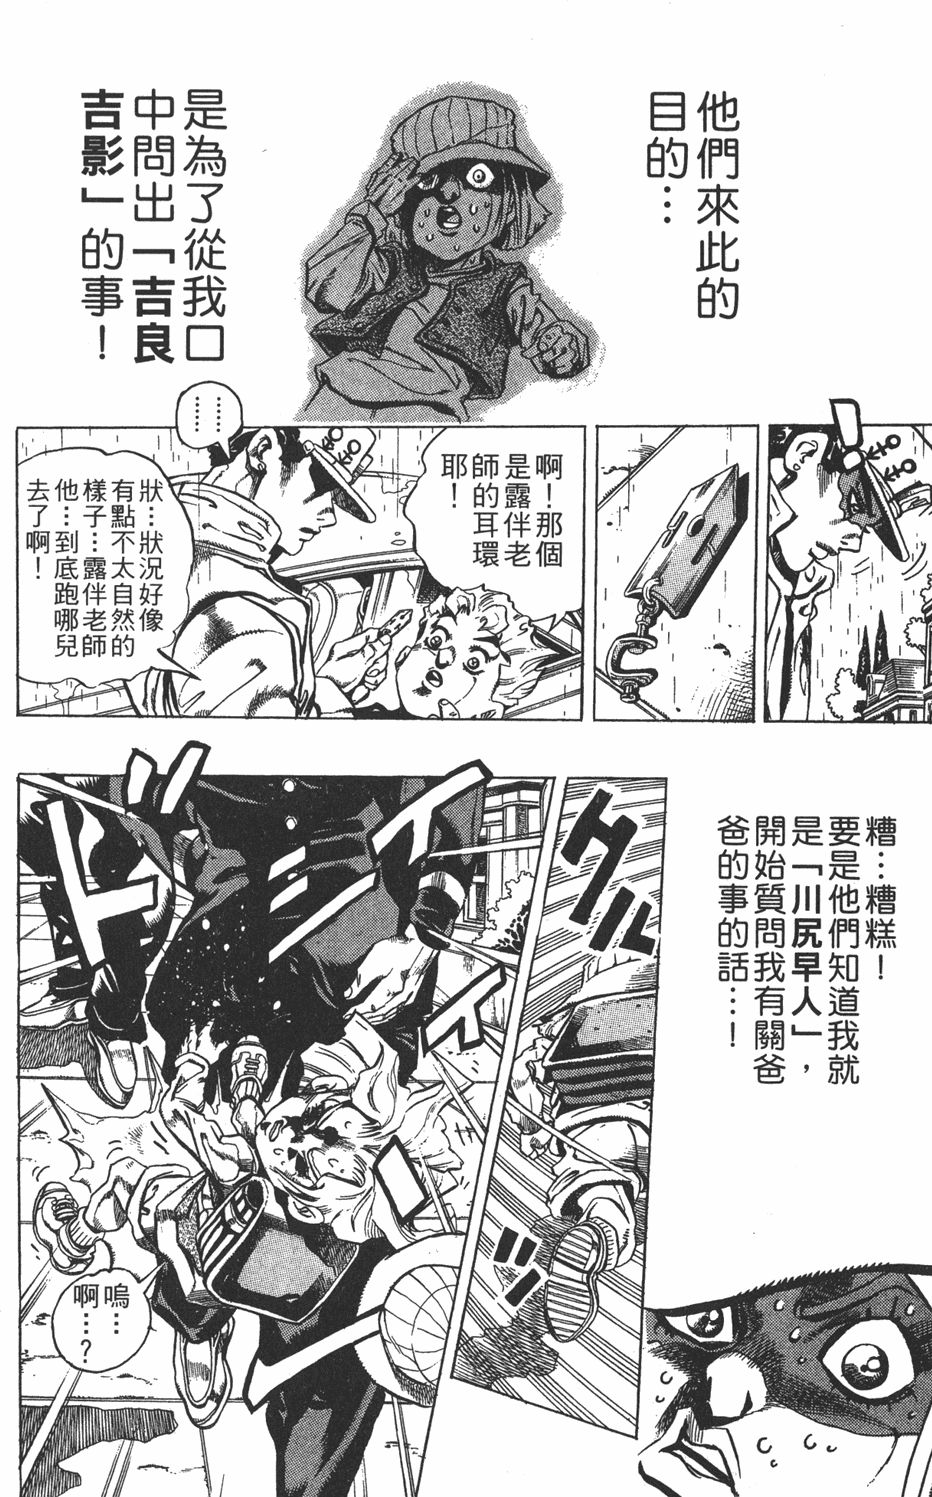 他們來此的
目的…
是為了從我口
中問出「吉良
吉影」的事！
！
啊！那個
是露伴老
師的耳環
耶！
……
……
狀…狀況好像
有點不太自然的
樣子…露伴老師
他…到底跑哪兒
去了啊！
糟…糟糕！
要是他們知道我就
是「川尻早人」，
開始質問我有關爸
爸的事的話…！
クル
ッ
ドシィィッ
嗚…
啊…？